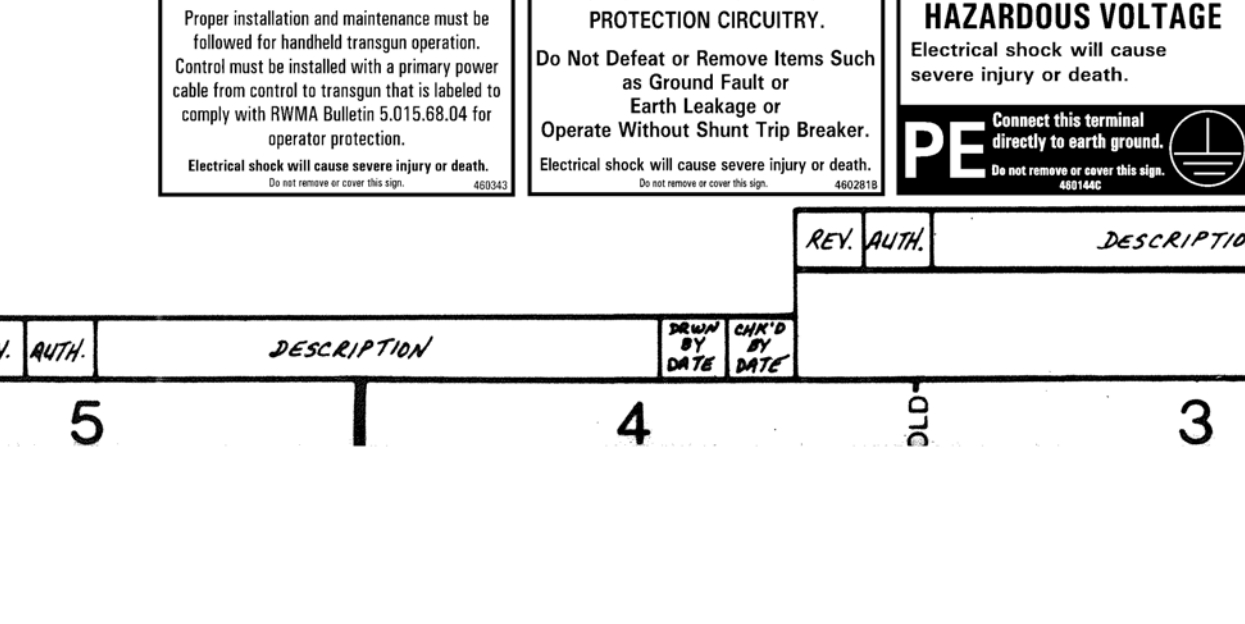 Proper installation and maintenance must be
followed for handheld transgun operation.
Control must be installed with a primary power
cable from control to transgun that is labeled to
comply with RWMA Bulletin 5.015.68.04 for
operator protection.
Electrical shock will cause severe injury or death.
Do not remove or cover this sign.
460343
PROTECTION CIRCUITRY.
Do Not Defeat or Remove Items Such
as Ground Fault or
Earth Leakage or
Operate Without Shunt Trip Breaker.
Electrical shock will cause severe injury or death.
Do not remove or cover this sign.
460281B
HAZARDOUS VOLTAGE
Electrical shock will cause
severe injury or death.
PE
Connect this terminal
directly to earth ground.
Do not remove or cover this sign.
460144C
REV. AUTH. DESCRIPTIO
AUTH. DESCRIPTION
DRWN
BY
DATE
CHK'D
BY
DATE
5 4 3